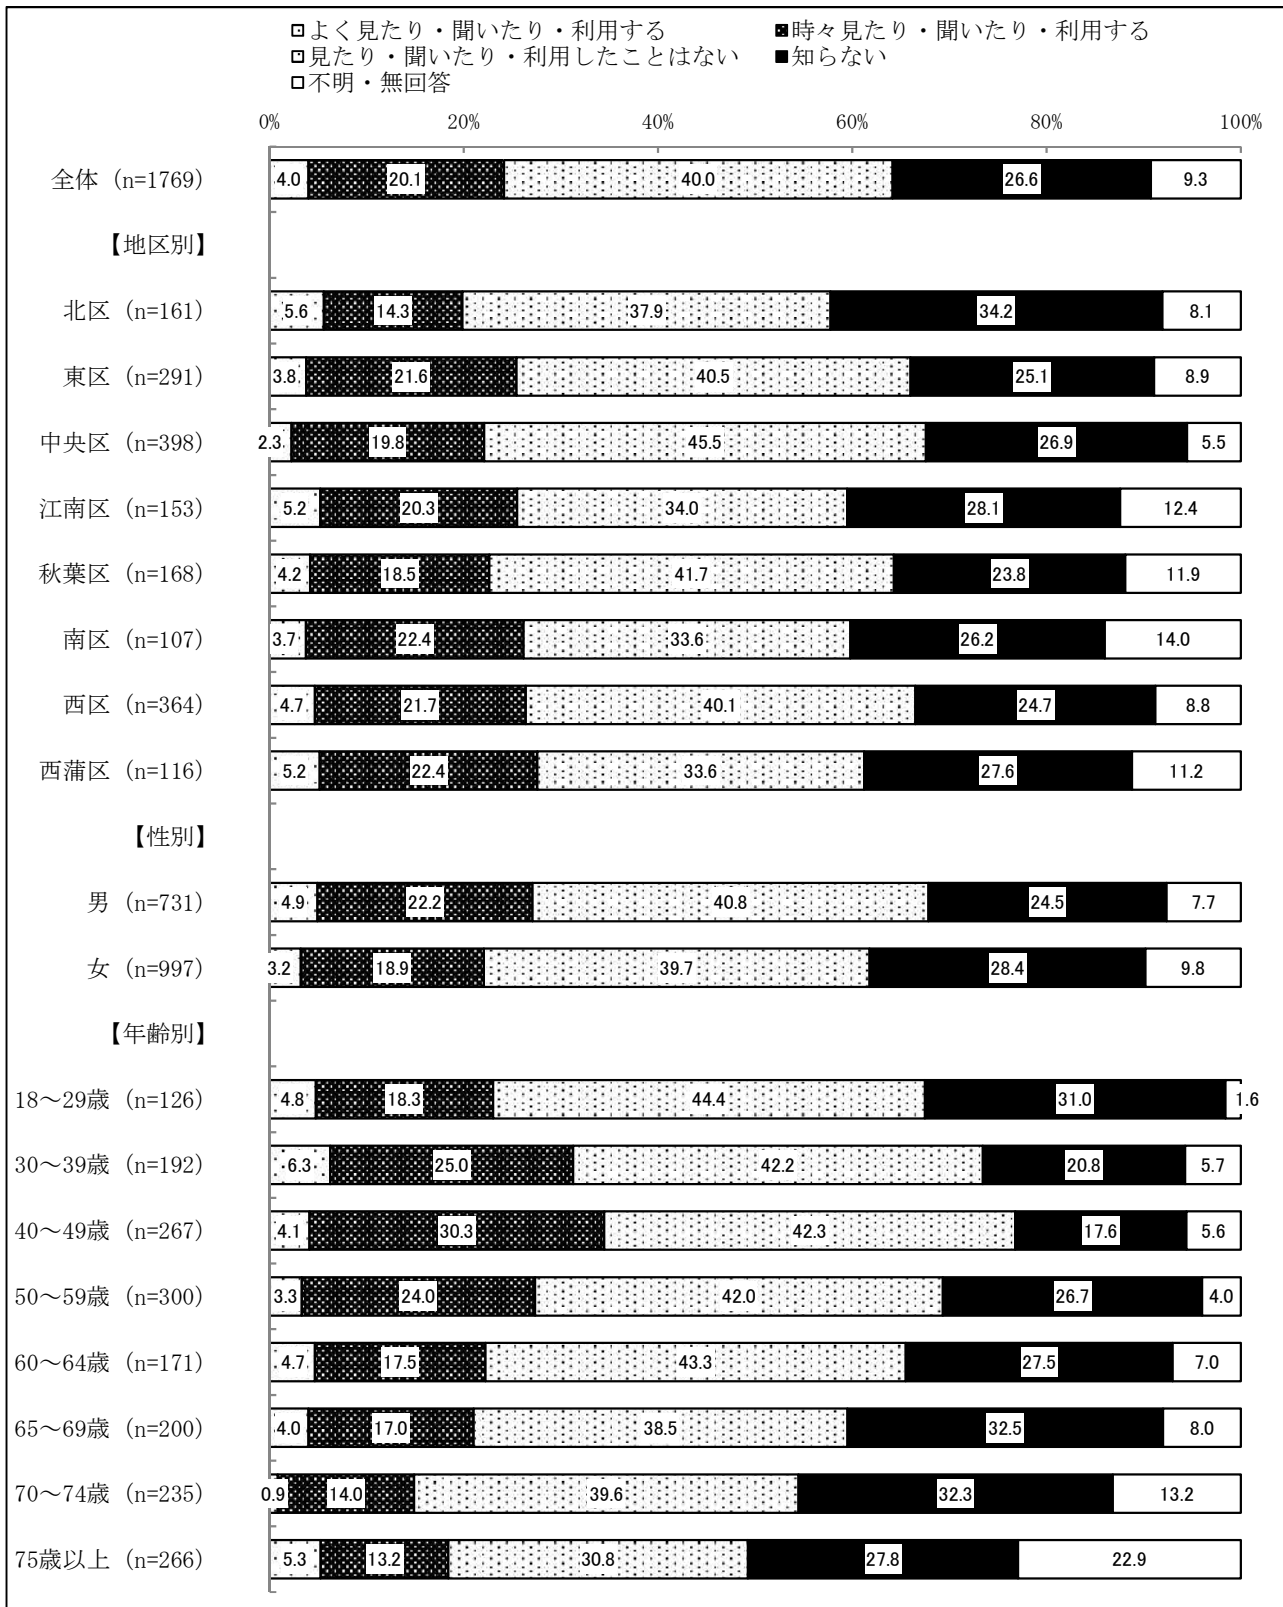 よく見たり・聞いたり・利用する 時々見たり・聞いたり・利用する
見たり・聞いたり・利用したことはない 知らない
不明・無回答
0% 20% 40% 60% 80% 100%
全体 (n=1769) 4.0 20.1 40.0 26.6 9.3
【地区別】
北区 (n=161) 5.6 14.3 37.9 34.2 8.1
東区 (n=291) 3.8 21.6 40.5 25.1 8.9
中央区 (n=398) 2.3 19.8 45.5 26.9 5.5
江南区 (n=153) 5.2 20.3 34.0 28.1 12.4
秋葉区 (n=168) 4.2 18.5 41.7 23.8 11.9
南区 (n=107) 3.7 22.4 33.6 26.2 14.0
西区 (n=364) 4.7 21.7 40.1 24.7 8.8
西蒲区 (n=116) 5.2 22.4 33.6 27.6 11.2
【性別】
男 (n=731) 4.9 22.2 40.8 24.5 7.7
女 (n=997) 3.2 18.9 39.7 28.4 9.8
【年齢別】
18～29歳 (n=126) 4.8 18.3 44.4 31.0 1.6
30～39歳 (n=192) 6.3 25.0 42.2 20.8 5.7
40～49歳 (n=267) 4.1 30.3 42.3 17.6 5.6
50～59歳 (n=300) 3.3 24.0 42.0 26.7 4.0
60～64歳 (n=171) 4.7 17.5 43.3 27.5 7.0
65～69歳 (n=200) 4.0 17.0 38.5 32.5 8.0
70～74歳 (n=235) 0.9 14.0 39.6 32.3 13.2
75歳以上 (n=266) 5.3 13.2 30.8 27.8 22.9